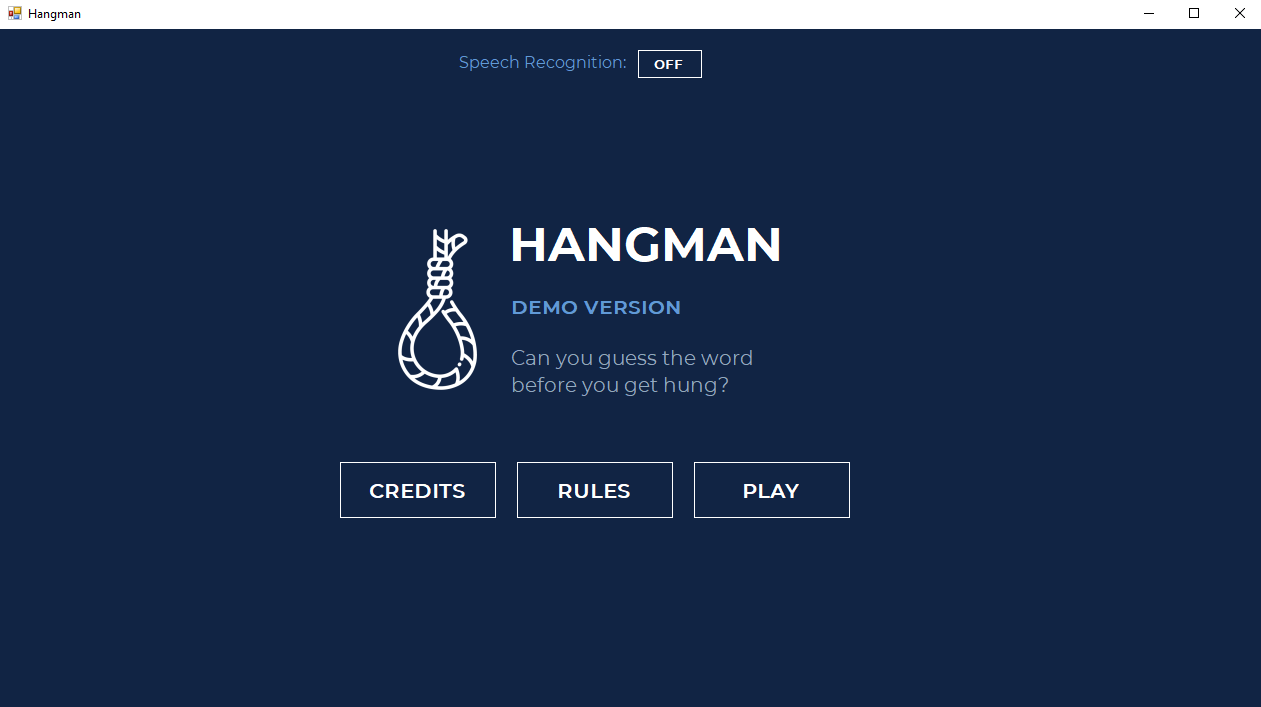 Hangman
Speech Recognition: OFF
HANGMAN
DEMO VERSION
Can you guess the word
before you get hung?
CREDITS RULES PLAY